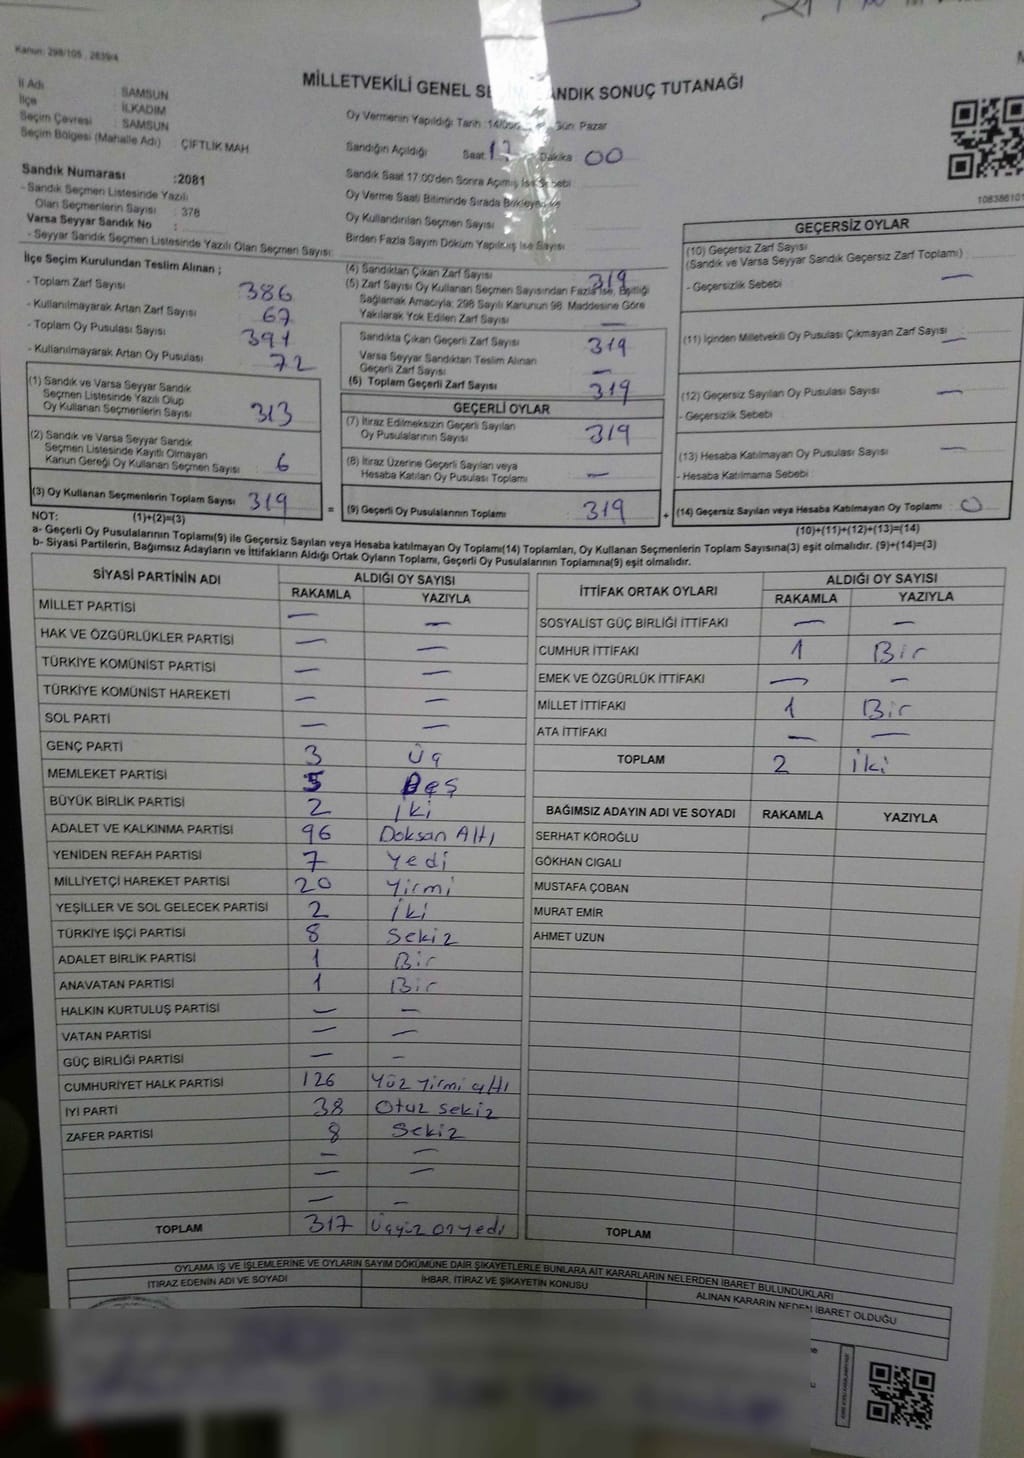 Kanun: 298/105 , 2839/4
MİLLETVEKİLİ GENEL SANDIK SONUÇ TUTANAĞI
İl Adı : SAMSUN
İlçe : İLKADIM
Seçim Çevresi : SAMSUN
Seçim Bölgesi (Mahalle Adı) : ÇİFTLİK MAH
Sandık Numarası :2081
- Sandık Seçmen Listesinde Yazılı
Olan Seçmenlerin Sayısı : 378
Varsa Seyyar Sandık No :
- Seyyar Sandık Seçmen Listesinde Yazılı Olan Seçmen Sayısı:
Oy Vermenin Yapıldığı Tarih :14/ Gün: Pazar
Sandığın Açıldığı Saat: Dakika 00
Sandık Saat 17:00'den Sonra Açımış İse Sebebi
Oy Verme Saati Bitiminde Sırada
Oy Kullandırılan Seçmen Sayısı
Birden Fazla Sayım Döküm Yapılmış İse Sayısı
İlçe Seçim Kurulundan Teslim Alınan ;
- Toplam Zarf Sayısı 386
- Kullanılmayarak Artan Zarf Sayısı 67
- Toplam Oy Pusulası Sayısı 391
- Kullanılmayarak Artan Oy Pusulası 72
(1) Sandık ve Varsa Seyyar Sandık
Seçmen Listesinde Yazılı Olup
Oy Kullanan Seçmenlerin Sayısı 313
(2) Sandık ve Varsa Seyyar Sandık
Seçmen Listesinde Kayıtlı Olmayan
Kanun Gereği Oy Kullanan Seçmen Sayısı : 6
(3) Oy Kullanan Seçmenlerin Toplam Sayısı 319 =
(4) Sandıktan Çıkan Zarf Sayısı 319
(5) Zarf Sayısı Oy Kullanan Seçmen Sayısından Fazla İse, Eşitliği
Sağlamak Amacıyla; 298 Sayılı Kanunun 98. Maddesine Göre
Yakılarak Yok Edilen Zarf Sayısı —
Sandıkta Çıkan Geçerli Zarf Sayısı 319
Varsa Seyyar Sandıktan Teslim Alınan
Geçerli Zarf Sayısı —
(6) Toplam Geçerli Zarf Sayısı 319
GEÇERLİ OYLAR
(7) İtiraz Edilmeksizin Geçerli Sayılan
Oy Pusulalarının Sayısı 319
(8) İtiraz Üzerine Geçerli Sayılan veya
Hesaba Katılan Oy Pusulası Toplamı —
(9) Geçerli Oy Pusulalarının Toplamı 319 +
GEÇERSİZ OYLAR
(10) Geçersiz Zarf Sayısı
(Sandık ve Varsa Seyyar Sandık Geçersiz Zarf Toplamı) :
- Geçersizlik Sebebi —
(11) İçinden Milletvekili Oy Pusulası Çıkmayan Zarf Sayısı —
(12) Geçersiz Sayılan Oy Pusulası Sayısı —
- Geçersizlik Sebebi
(13) Hesaba Katılmayan Oy Pusulası Sayısı —
- Hesaba Katılmama Sebebi :
(14) Geçersiz Sayılan veya Hesaba Katılmayan Oy Toplamı : 0
NOT: (1)+(2)=(3) (10)+(11)+(12)+(13)=(14)
a- Geçerli Oy Pusulalarının Toplamı(9) ile Geçersiz Sayılan veya Hesaba katılmayan Oy Toplamı(14) Toplamları, Oy Kullanan Seçmenlerin Toplam Sayısına(3) eşit olmalıdır.
b- Siyasi Partilerin, Bağımsız Adayların ve İttifakların Aldığı Ortak Oyların Toplamı, Geçerli Oy Pusulalarının Toplamına(9) eşit olmalıdır. (9)+(14)=(3)
SİYASİ PARTİNİN ADI ALDIĞI OY SAYISI
RAKAMLA YAZIYLA
MİLLET PARTİSİ — —
HAK VE ÖZGÜRLÜKLER PARTİSİ — —
TÜRKİYE KOMÜNİST PARTİSİ — —
TÜRKİYE KOMÜNİST HAREKETİ — —
SOL PARTİ — —
GENÇ PARTİ 3 Üç
MEMLEKET PARTİSİ 5 Beş
BÜYÜK BİRLİK PARTİSİ 2 iki
ADALET VE KALKINMA PARTİSİ 96 Doksan Altı
YENİDEN REFAH PARTİSİ 7 Yedi
MİLLİYETÇİ HAREKET PARTİSİ 20 Yirmi
YEŞİLLER VE SOL GELECEK PARTİSİ 2 İki
TÜRKİYE İŞÇİ PARTİSİ 8 Sekiz
ADALET BİRLİK PARTİSİ 1 Bir
ANAVATAN PARTİSİ 1 Bir
HALKIN KURTULUŞ PARTİSİ — —
VATAN PARTİSİ — —
GÜÇ BİRLİĞİ PARTİSİ — —
CUMHURİYET HALK PARTİSİ 126 Yüz Yirmi altı
İYİ PARTİ 38 Otuz sekiz
ZAFER PARTİSİ 8 Sekiz
— —
— —
— —
TOPLAM 317 Üçyüz onyedi
İTTİFAK ORTAK OYLARI ALDIĞI OY SAYISI
RAKAMLA YAZIYLA
SOSYALİST GÜÇ BİRLİĞİ İTTİFAKI — —
CUMHUR İTTİFAKI 1 Bir
EMEK VE ÖZGÜRLÜK İTTİFAKI — —
MİLLET İTTİFAKI 1 Bir
ATA İTTİFAKI — —
TOPLAM 2 İki
BAĞIMSIZ ADAYIN ADI VE SOYADI RAKAMLA YAZIYLA
SERHAT KÖROĞLU
GÖKHAN CIGALI
MUSTAFA ÇOBAN
MURAT EMİR
AHMET UZUN
TOPLAM
OYLAMA İŞ VE İŞLEMLERİNE VE OYLARIN SAYIM DÖKÜMÜNE DAİR ŞİKAYETLERLE BUNLARA AİT KARARLARIN NELERDEN İBARET BULUNDUKLARI
İTİRAZ EDENİN ADI VE SOYADI İHBAR, İTİRAZ VE ŞİKAYETİN KONUSU ALINAN KARARIN NEDEN İBARET OLDUĞU